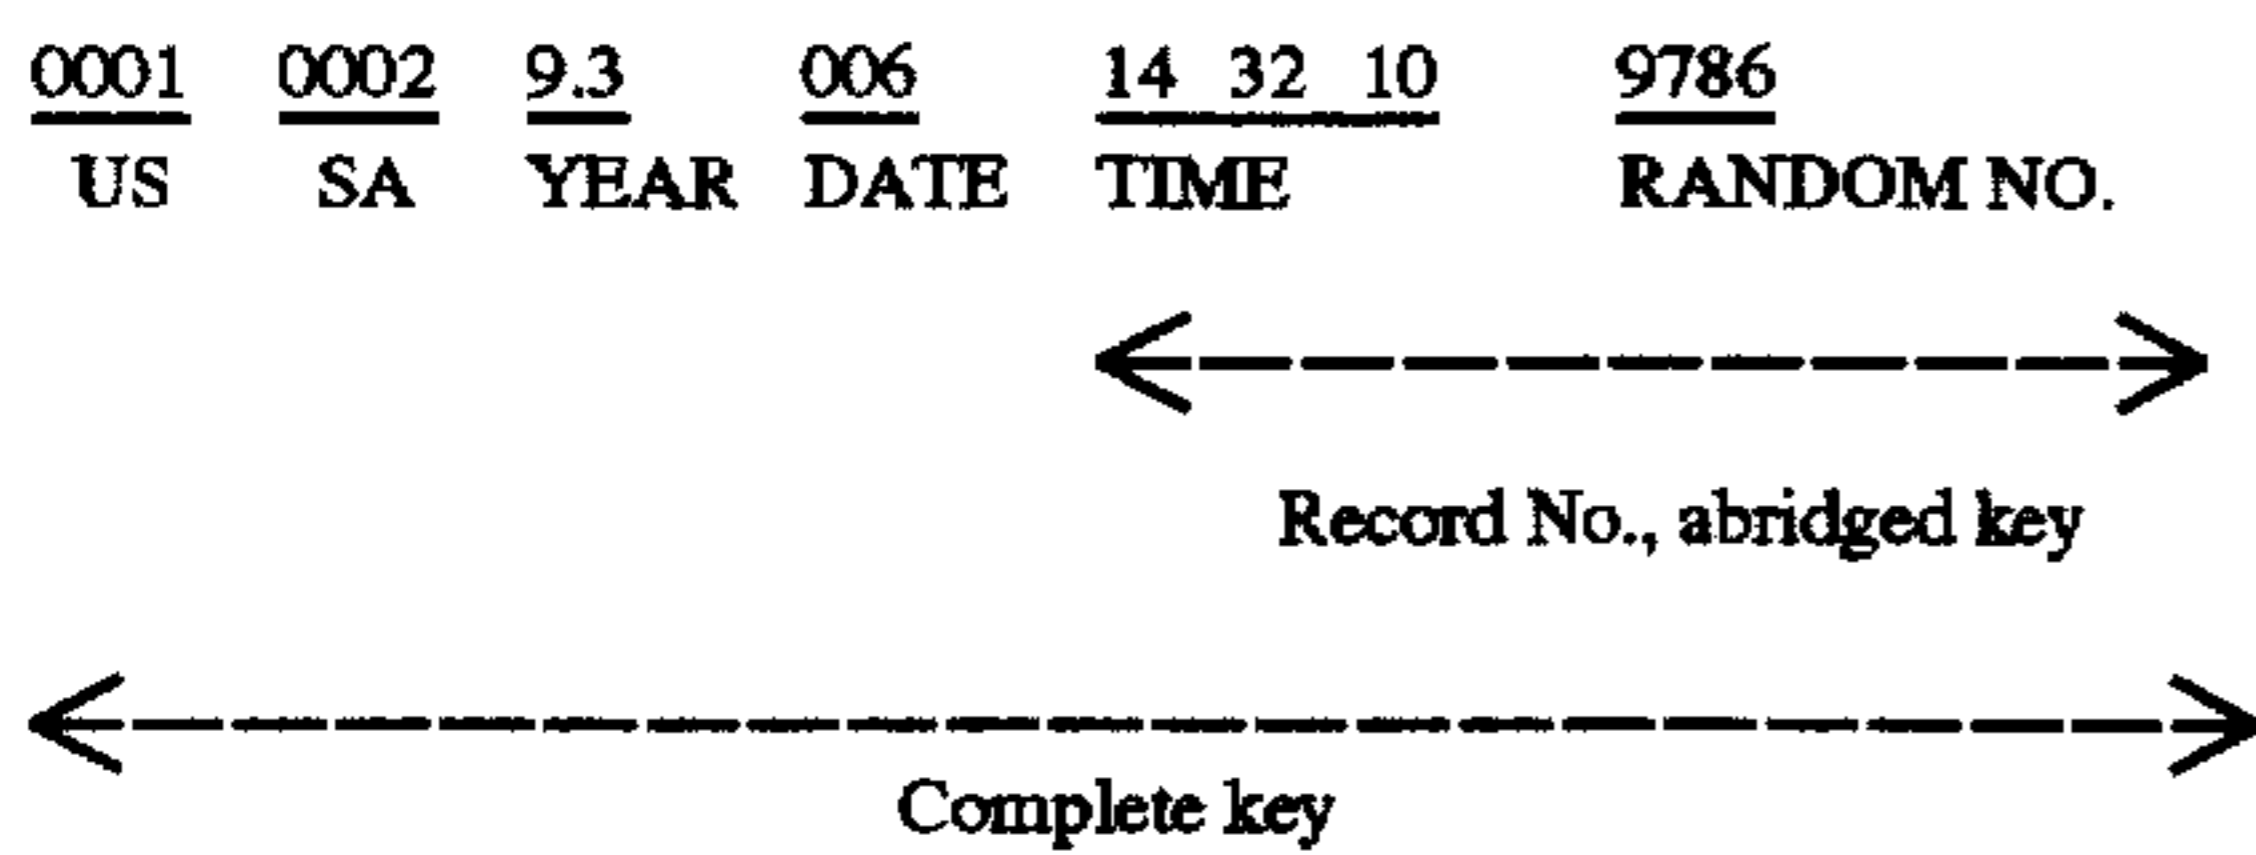 0001 0002 9.3 006 14 32 10 9786
US SA YEAR DATE TIME RANDOM NO.
Record No., abridged key
Complete key